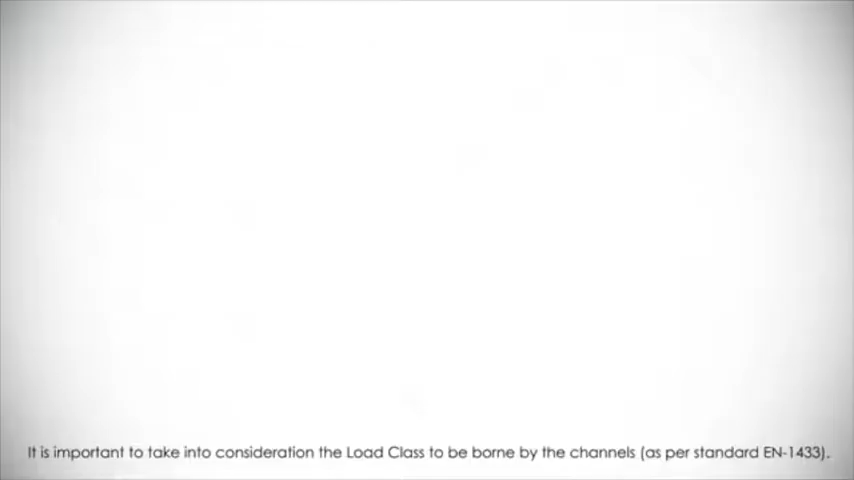 It is important to take into consideration the Load Class to be borne by the channels (as per standard EN-1433).